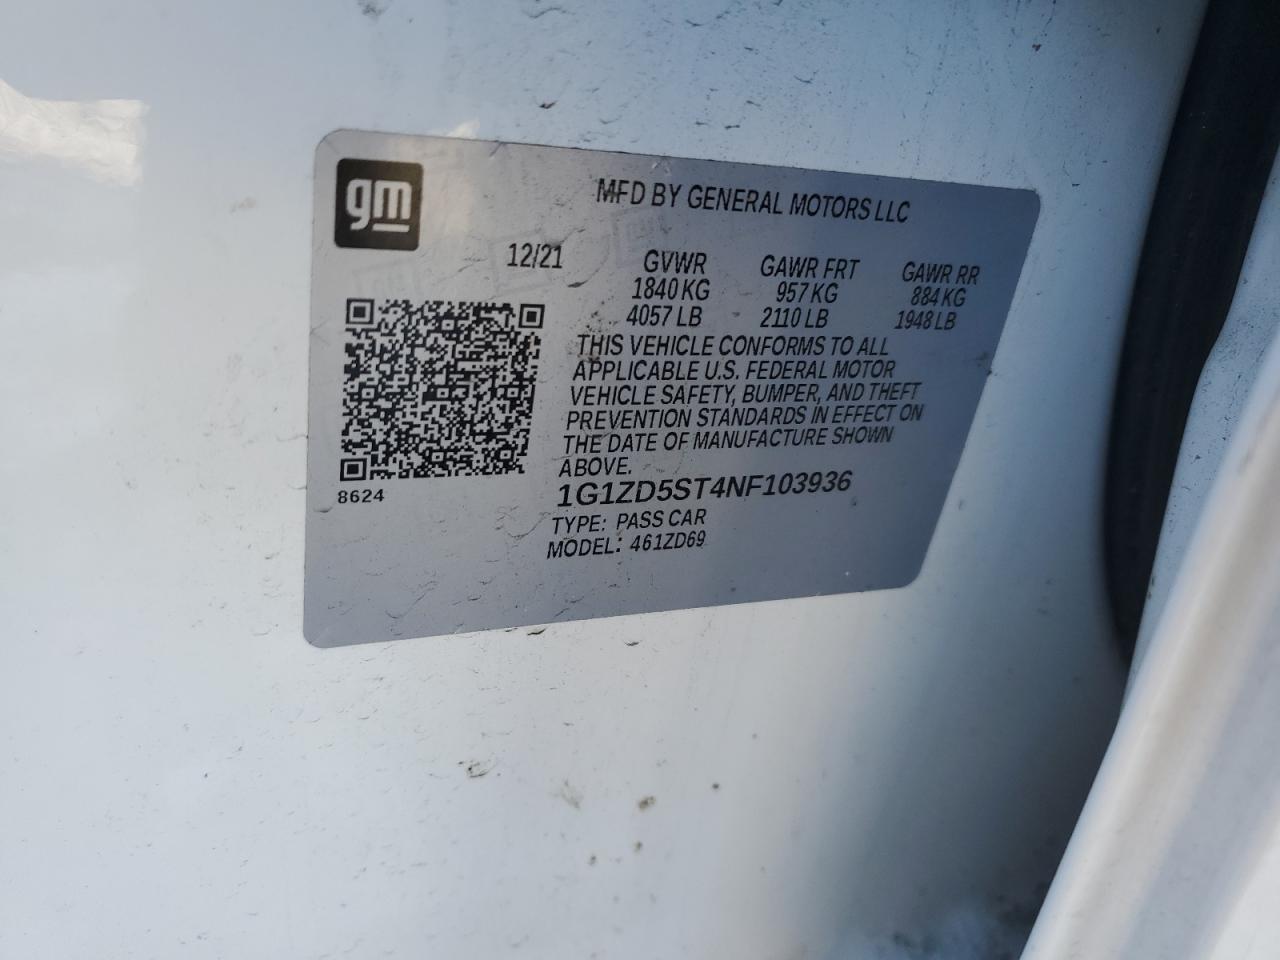 gm
MFD BY GENERAL MOTORS LLC
12/21 GVWR GAWR FRT GAWR RR
1840 KG 957 KG 884 KG
4057 LB 2110 LB 1948 LB
THIS VEHICLE CONFORMS TO ALL
APPLICABLE U.S. FEDERAL MOTOR
VEHICLE SAFETY, BUMPER, AND THEFT
PREVENTION STANDARDS IN EFFECT ON
THE DATE OF MANUFACTURE SHOWN
ABOVE.
8624
1G1ZD5ST4NF103936
TYPE: PASS CAR
MODEL: 461ZD69